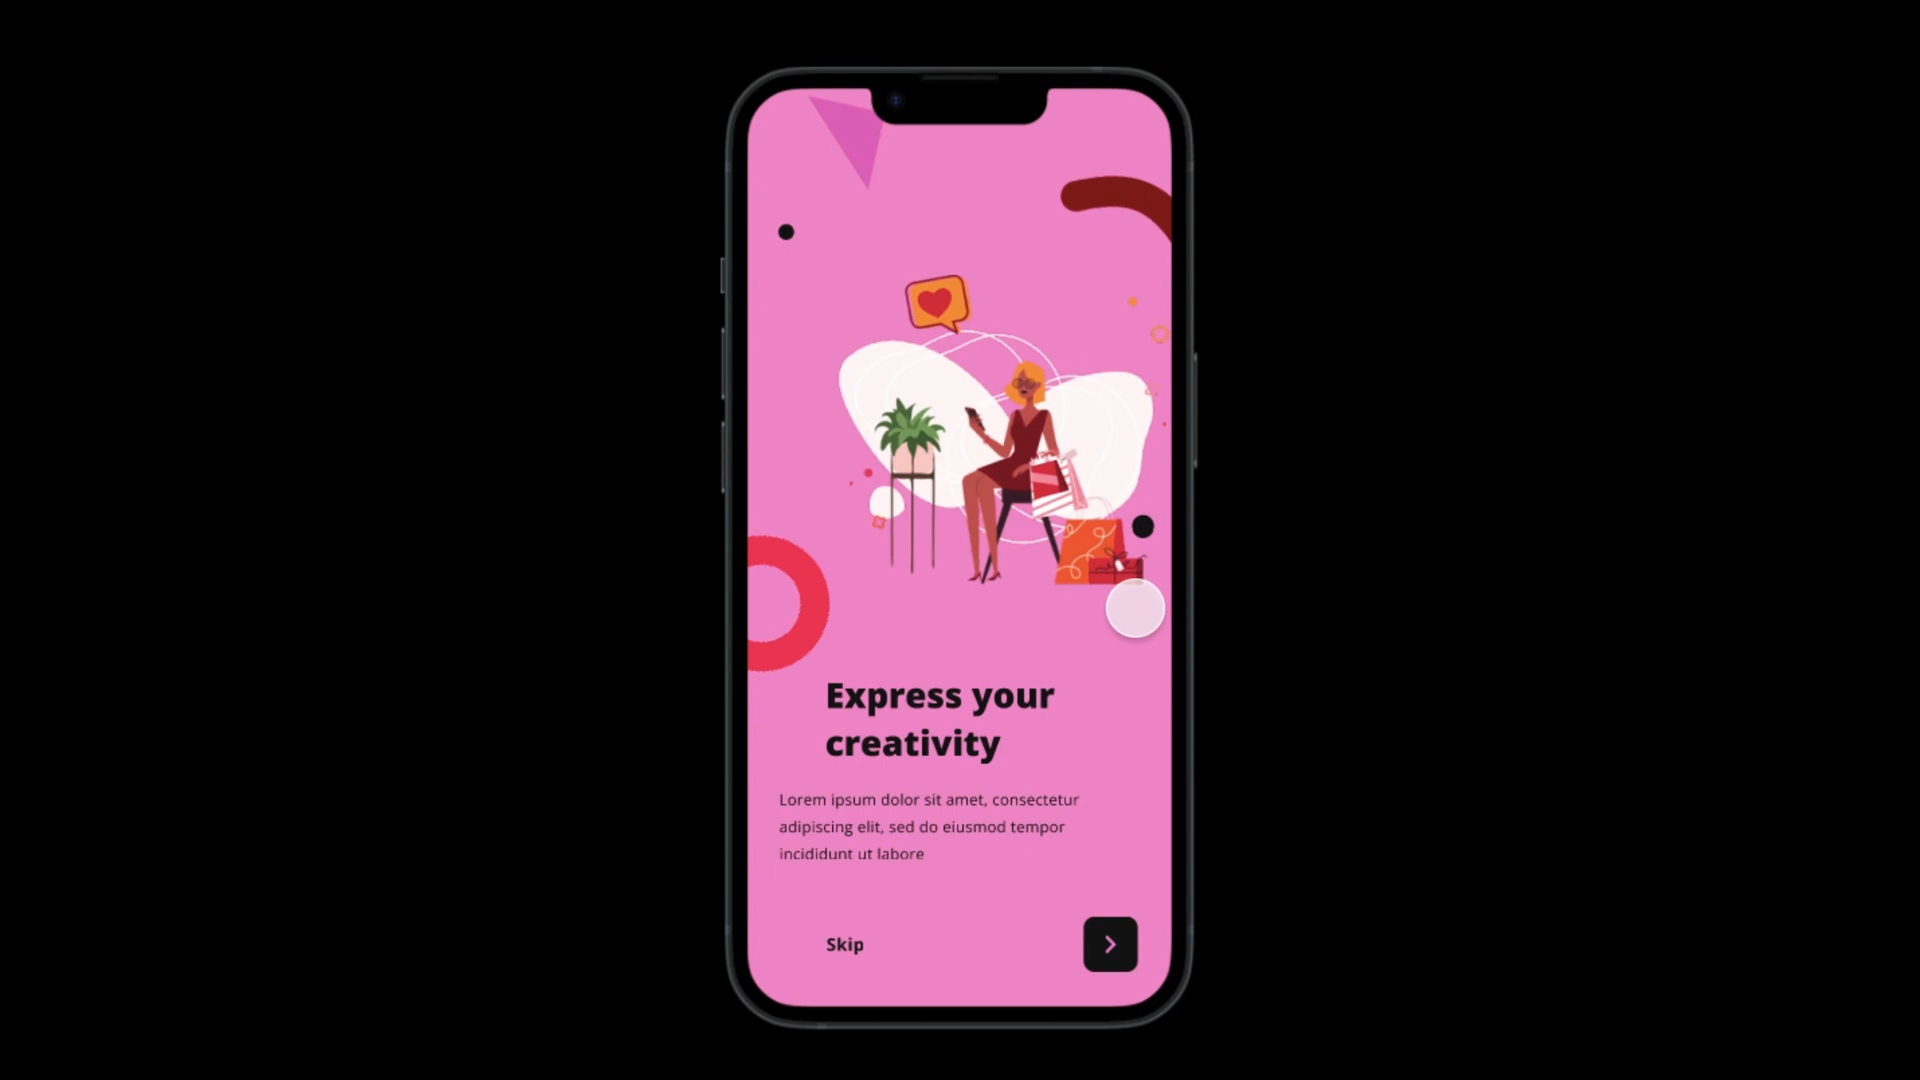 Express your
creativity
Lorem ipsum dolor sit amet, consectetur
adipiscing elit, sed do eiusmod tempor
incididunt ut labore
Skip